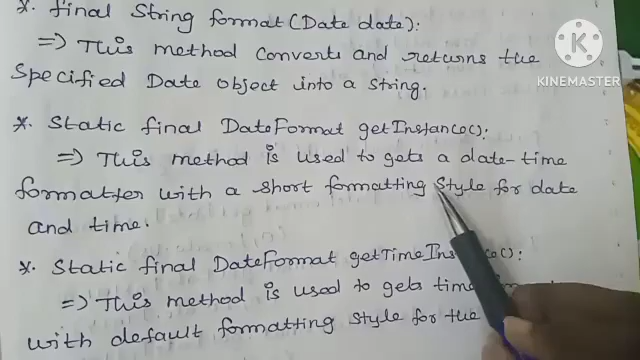 *. final String format(Date date):
=> This method converts and returns the
Specified Date object into a string.
*. Static final DateFormat getInstance():
=> This method is used to gets a date-time
formatter with a short formatting style for date
and time.
*. Static final DateFormat getTimeInstance():
=> This method is used to gets time
with default formatting style for the
KINEMASTER